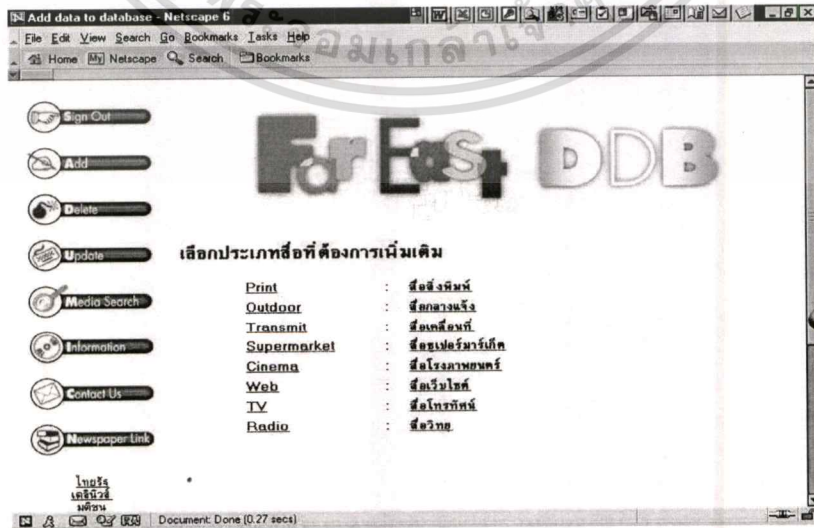 Add data to database - Netscape 6
File Edit View Search Go Bookmarks Tasks Help
Home My Netscape Search Bookmarks
Sign Out
Add
Delete
Update
Media Search
Information
Contact Us
Newspaper Link
ไทยรัฐ
เดลินิวส์
มติชน
Far East DDB
เลือกประเภทสื่อที่ต้องการเพิ่มเติม
Print : สื่อสิ่งพิมพ์
Outdoor : สื่อกลางแจ้ง
Transmit : สื่อเคลื่อนที่
Supermarket : สื่อซุปเปอร์มาร์เก็ต
Cinema : สื่อโรงภาพยนตร์
Web : สื่อเว็บไซต์
TV : สื่อโทรทัศน์
Radio : สื่อวิทยุ
Document: Done (0.27 secs)